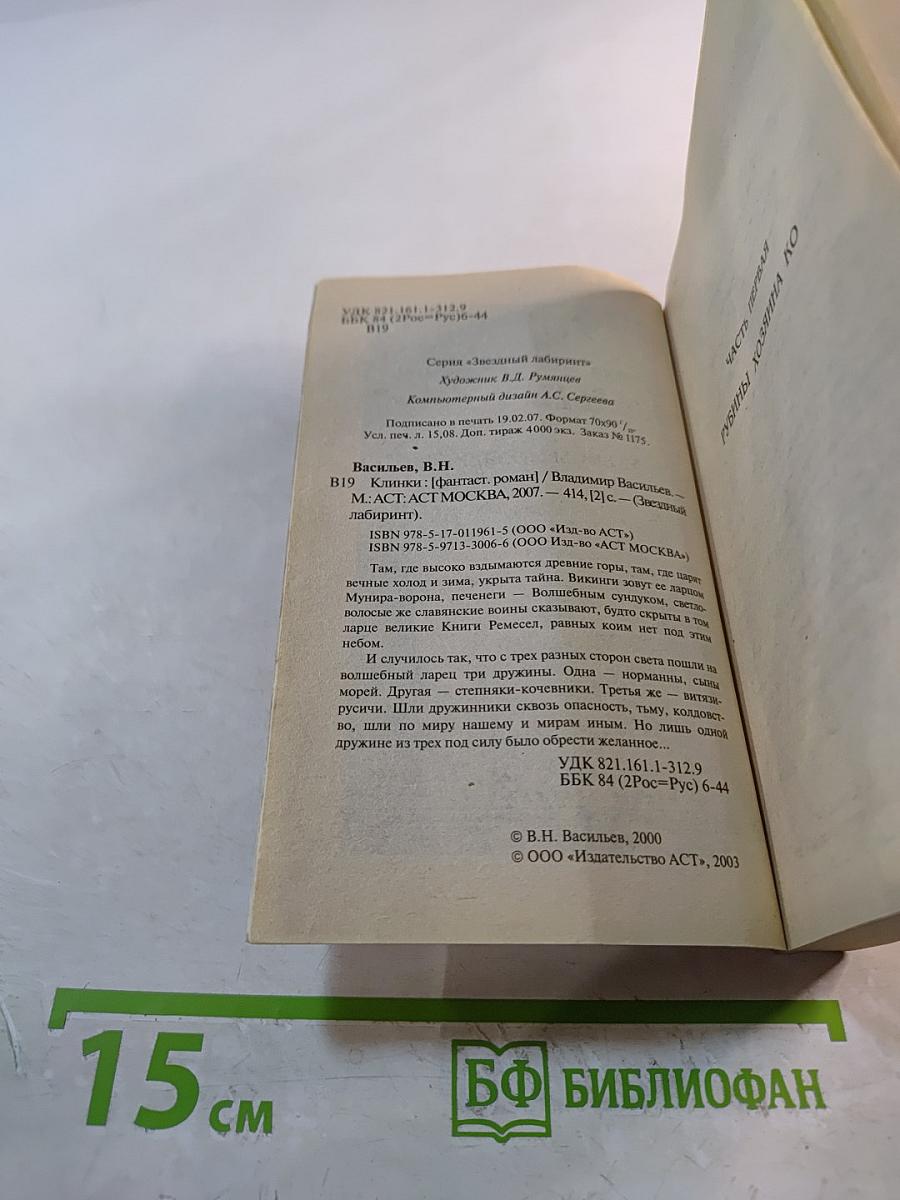 УДК 821.161.1-312.9
ББК 84 (2Рос=Рус)6-44
В19
Серия «Звездный лабиринт»
Художник В.Д. Румянцев
Компьютерный дизайн А.С. Сергеева
Подписано в печать 19.02.07. Формат 70х90 1/
Усл. печ. л. 15,08. Доп. тираж 4000 экз. Заказ № 1175.
Васильев, В.Н.
В19 Клинки : [фантаст. роман] / Владимир Васильев. —
М.: АСТ: АСТ МОСКВА, 2007. — 414, [2] с. — (Звездный
лабиринт).
ISBN 978-5-17-011961-5 (ООО «Изд-во АСТ»)
ISBN 978-5-9713-3006-6 (ООО Изд-во «АСТ МОСКВА»)
Там, где высоко вздымаются древние горы, там, где царят
вечные холод и зима, укрыта тайна. Викинги зовут ее ларцом
Мунира-ворона, печенеги — Волшебным сундуком, светло-
волосые же славянские воины сказывают, будто скрыты в том
ларце великие Книги Ремесел, равных коим нет под этим
небом.
И случилось так, что с трех разных сторон света пошли на
волшебный ларец три дружины. Одна — норманны, сыны
морей. Другая — степняки-кочевники. Третья же — витязи-
русичи. Шли дружинники сквозь опасность, тьму, колдовст-
во, шли по миру нашему и мирам иным. Но лишь одной
дружине из трех под силу было обрести желанное...
УДК 821.161.1-312.9
ББК 84 (2Рос=Рус) 6-44
© В.Н. Васильев, 2000
© ООО «Издательство АСТ», 2003
ЧАСТЬ ПЕРВАЯ
РУБИНЫ ХОЗЯИНА КО
15 см
БФ БИБЛИОФАН